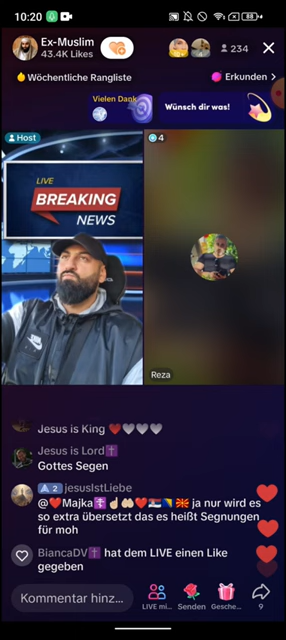 10:20
88
Ex-Muslim
43.4K Likes
234
Wöchentliche Rangliste
Erkunden
Vielen Dank
Wünsch dir was!
Host
4
LIVE
BREAKING
NEWS
Reza
Jesus is King
Jesus is Lord
Gottes Segen
2 jesusIstLiebe
@❤️Majka✝️☝️🤲🏻❤️🇷🇸🇧🇦🇲🇰 ja nur wird es
so extra übersetzt das es heißt Segnungen
für moh
BiancaDV✝️ hat dem LIVE einen Like
gegeben
Kommentar hinz...
LIVE mi...
Senden
Gesche...
9